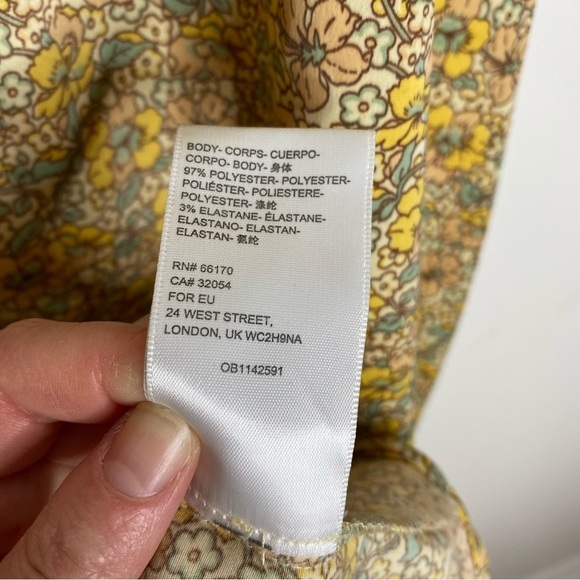 BODY- CORPS- CUERPO-
CORPO- BODY- 身体
97% POLYESTER- POLYESTER-
POLIÉSTER- POLIESTERE-
POLYESTER- 涤纶
3% ELASTANE- ÉLASTANE-
ELASTANO- ELASTAN-
ELASTAN- 氨纶
RN# 66170
CA# 32054
FOR EU
24 WEST STREET,
LONDON, UK WC2H9NA
OB1142591